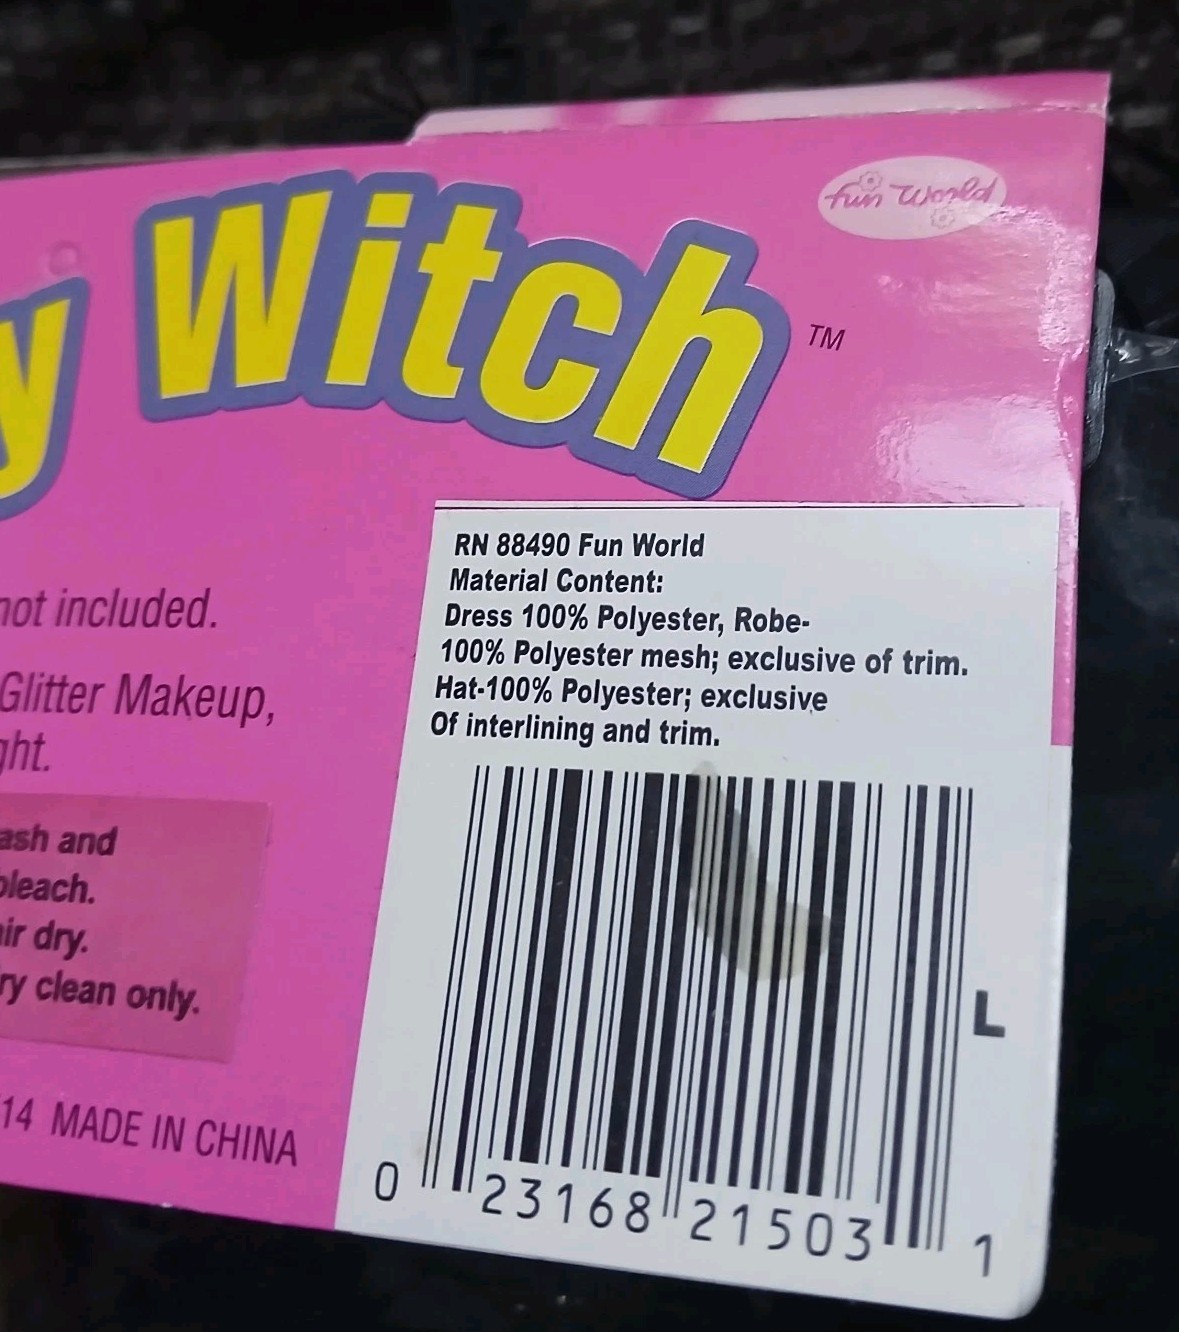 fun world
y Witch ™
not included.
Glitter Makeup,
ght.
ash and
bleach.
air dry.
ry clean only.
14 MADE IN CHINA
RN 88490 Fun World
Material Content:
Dress 100% Polyester, Robe-
100% Polyester mesh; exclusive of trim.
Hat-100% Polyester; exclusive
Of interlining and trim.
L
0 23168 21503 1